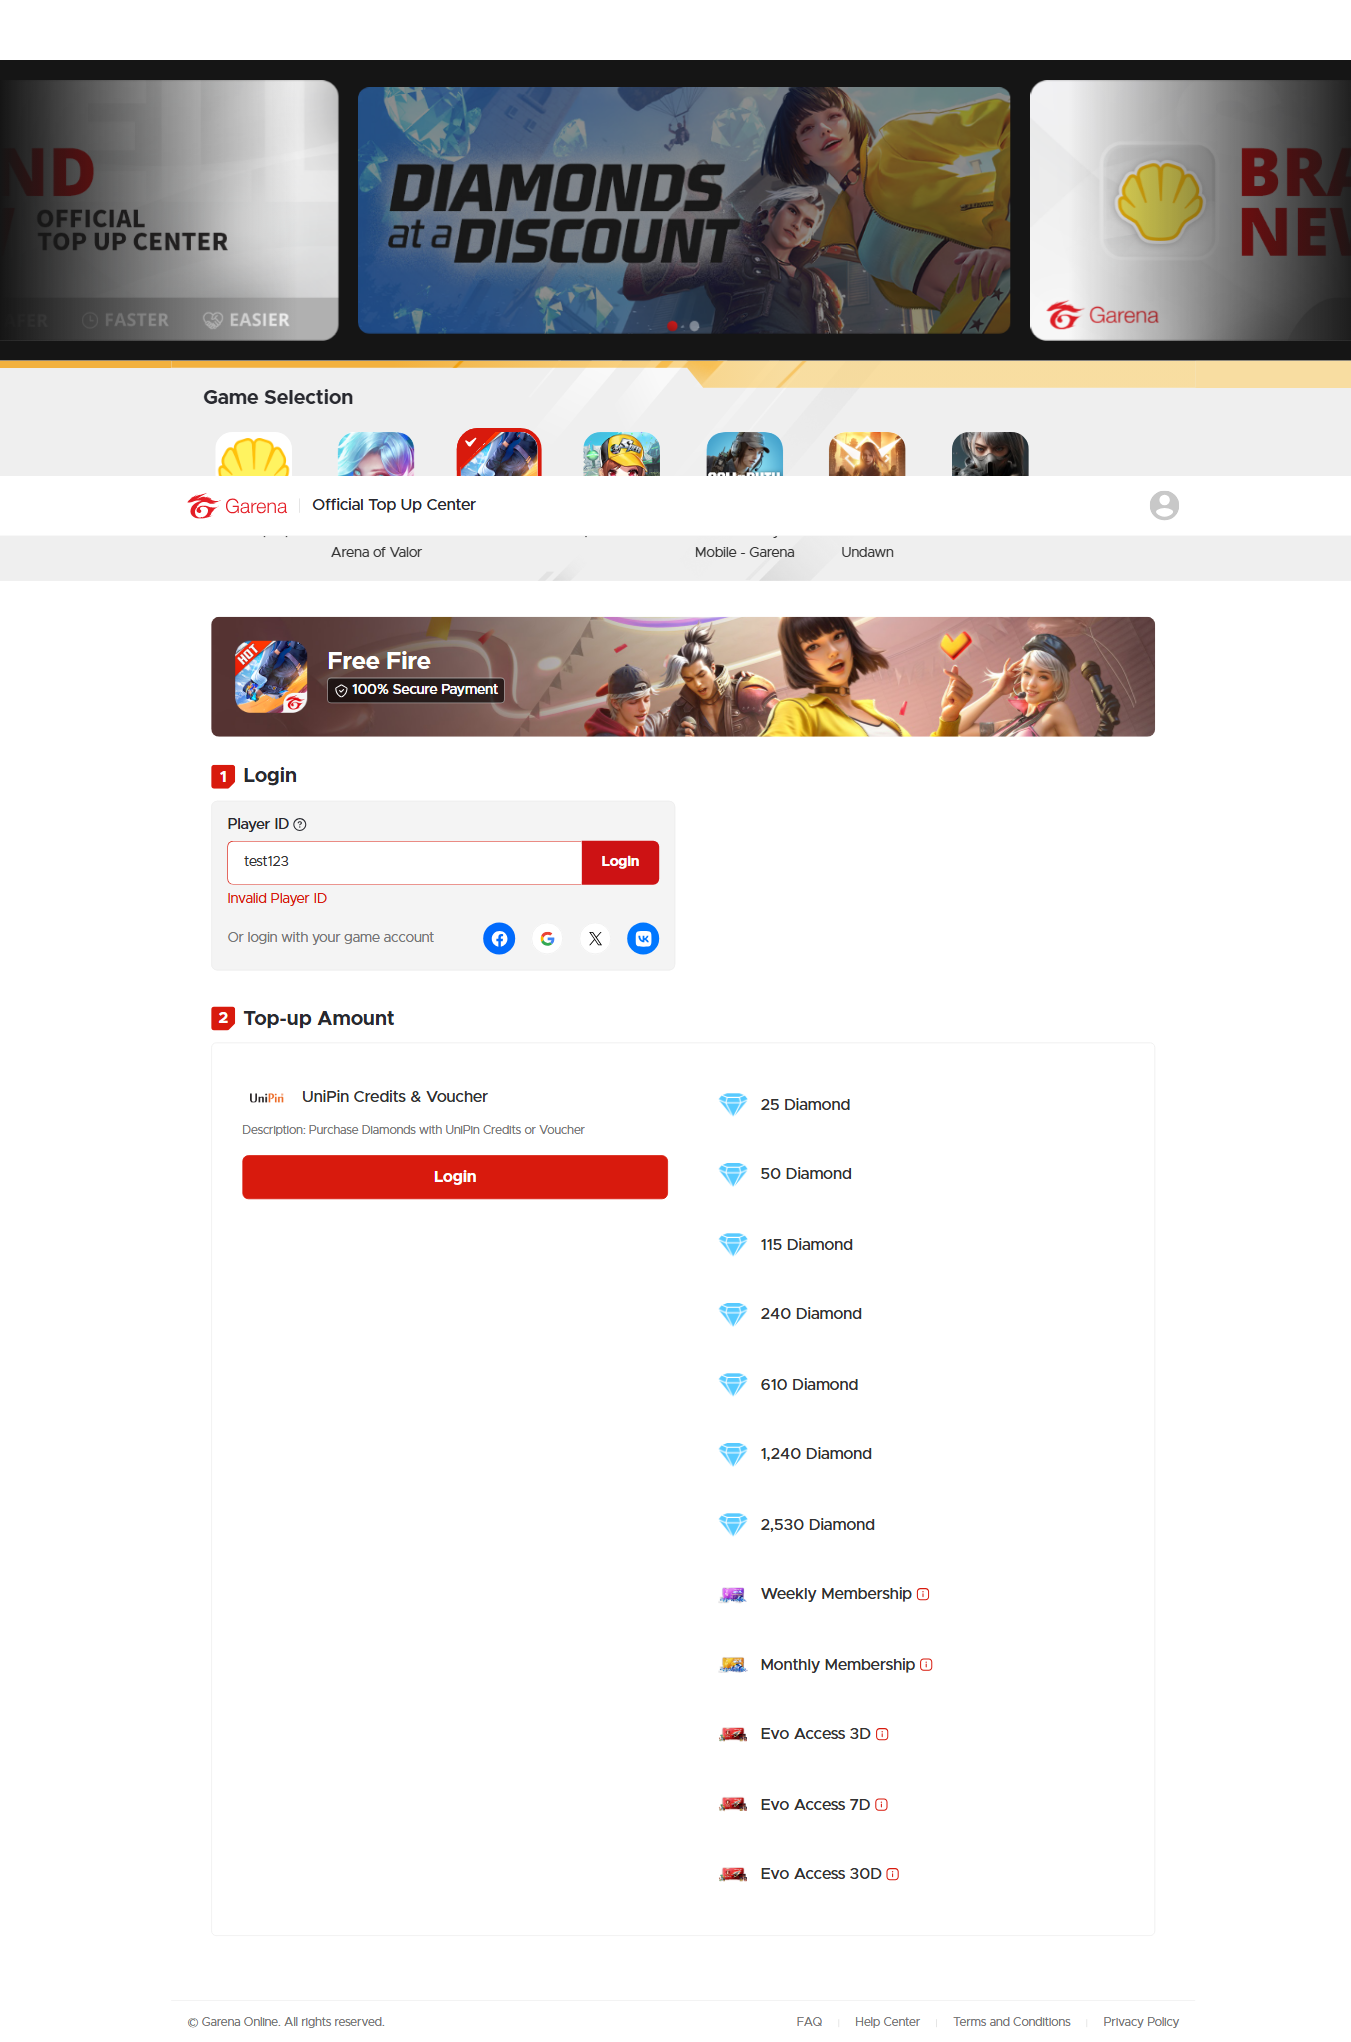 ND
OFFICIAL
TOP UP CENTER
FASTER
EASIER
DIAMONDS
at a DISCOUNT
BRA
NEW
Garena
Game Selection
Garena
Official Top Up Center
Arena of Valor
Mobile - Garena
Undawn
HOT
Free Fire
100% Secure Payment
1 Login
Player ID
test123
Login
Invalid Player ID
Or login with your game account
2 Top-up Amount
UniPin
UniPin Credits & Voucher
Description: Purchase Diamonds with UniPin Credits or Voucher
Login
25 Diamond
50 Diamond
115 Diamond
240 Diamond
610 Diamond
1,240 Diamond
2,530 Diamond
Weekly Membership
Monthly Membership
Evo Access 3D
Evo Access 7D
Evo Access 30D
© Garena Online. All rights reserved.
FAQ
Help Center
Terms and Conditions
Privacy Policy